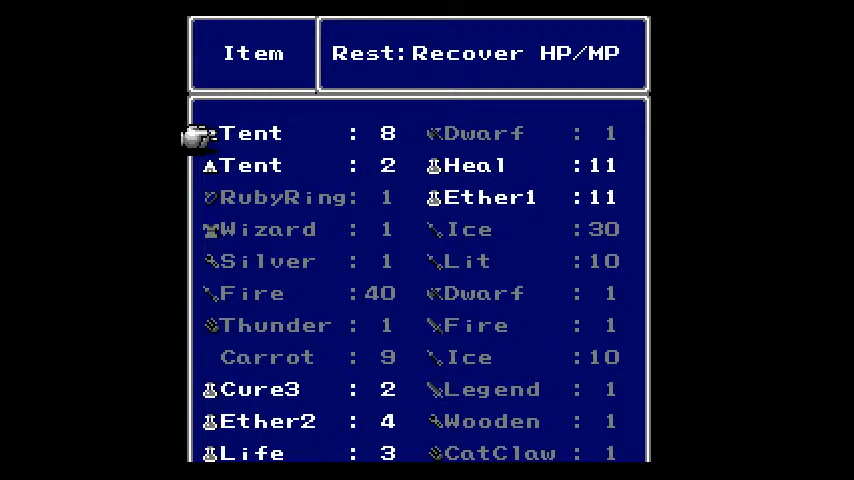 Item Rest:Recover HP/MP
Tent : 8 Dwarf : 1
Tent : 2 Heal :11
RubyRing: 1 Ether1 :11
Wizard : 1 Ice :30
Silver : 1 Lit :10
Fire :40 Dwarf : 1
Thunder : 1 Fire : 1
Carrot : 9 Ice :10
Cure3 : 2 Legend : 1
Ether2 : 4 Wooden : 1
Life : 3 CatClaw : 1